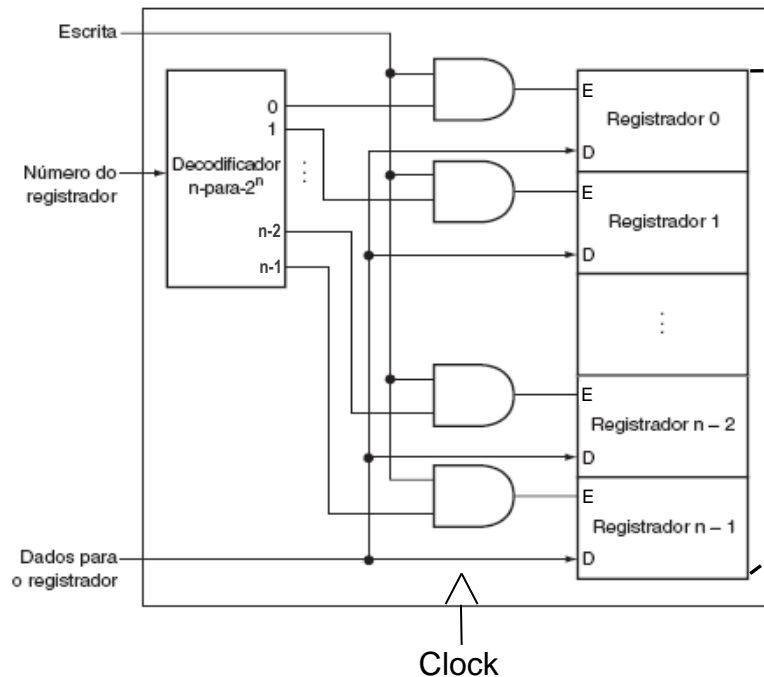 Escrita
Número do
registrador
Decodificador
n-para-2ⁿ
0
1
⋮
n-2
n-1
E
Registrador 0
D
E
Registrador 1
D
⋮
E
Registrador n – 2
D
E
Registrador n – 1
D
Dados para
o registrador
Clock